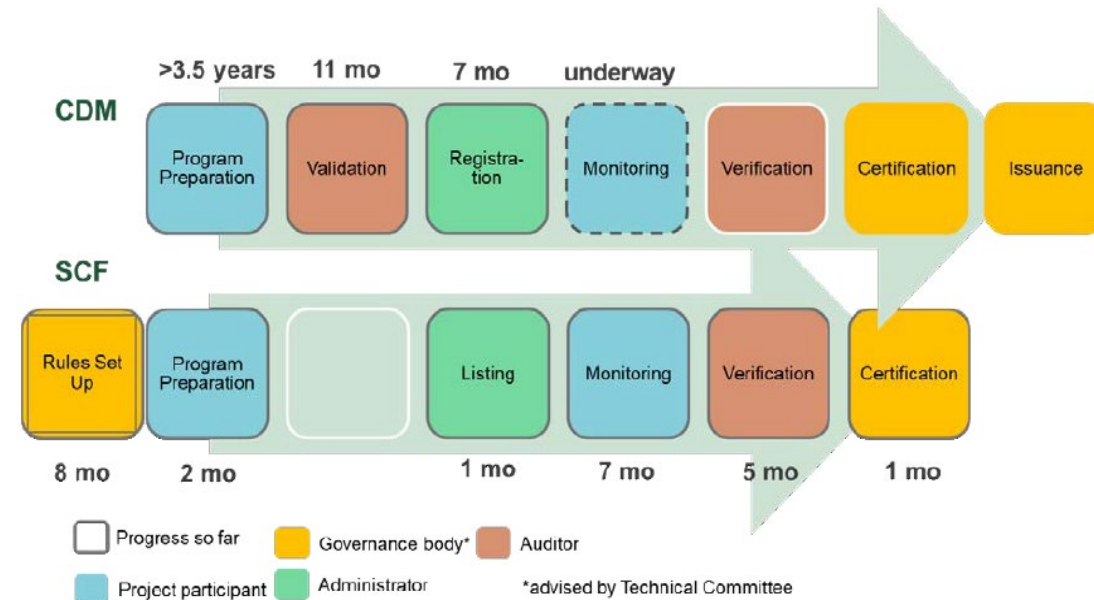 >3.5 years 11 mo 7 mo underway
CDM
Program
Preparation
Validation
Registra-
tion
Monitoring
Verification
Certification
Issuance
SCF
Rules Set
Up
Program
Preparation
Listing
Monitoring
Verification
Certification
8 mo 2 mo 1 mo 7 mo 5 mo 1 mo
Progress so far
Governance body*
Auditor
Project participant
Administrator
*advised by Technical Committee